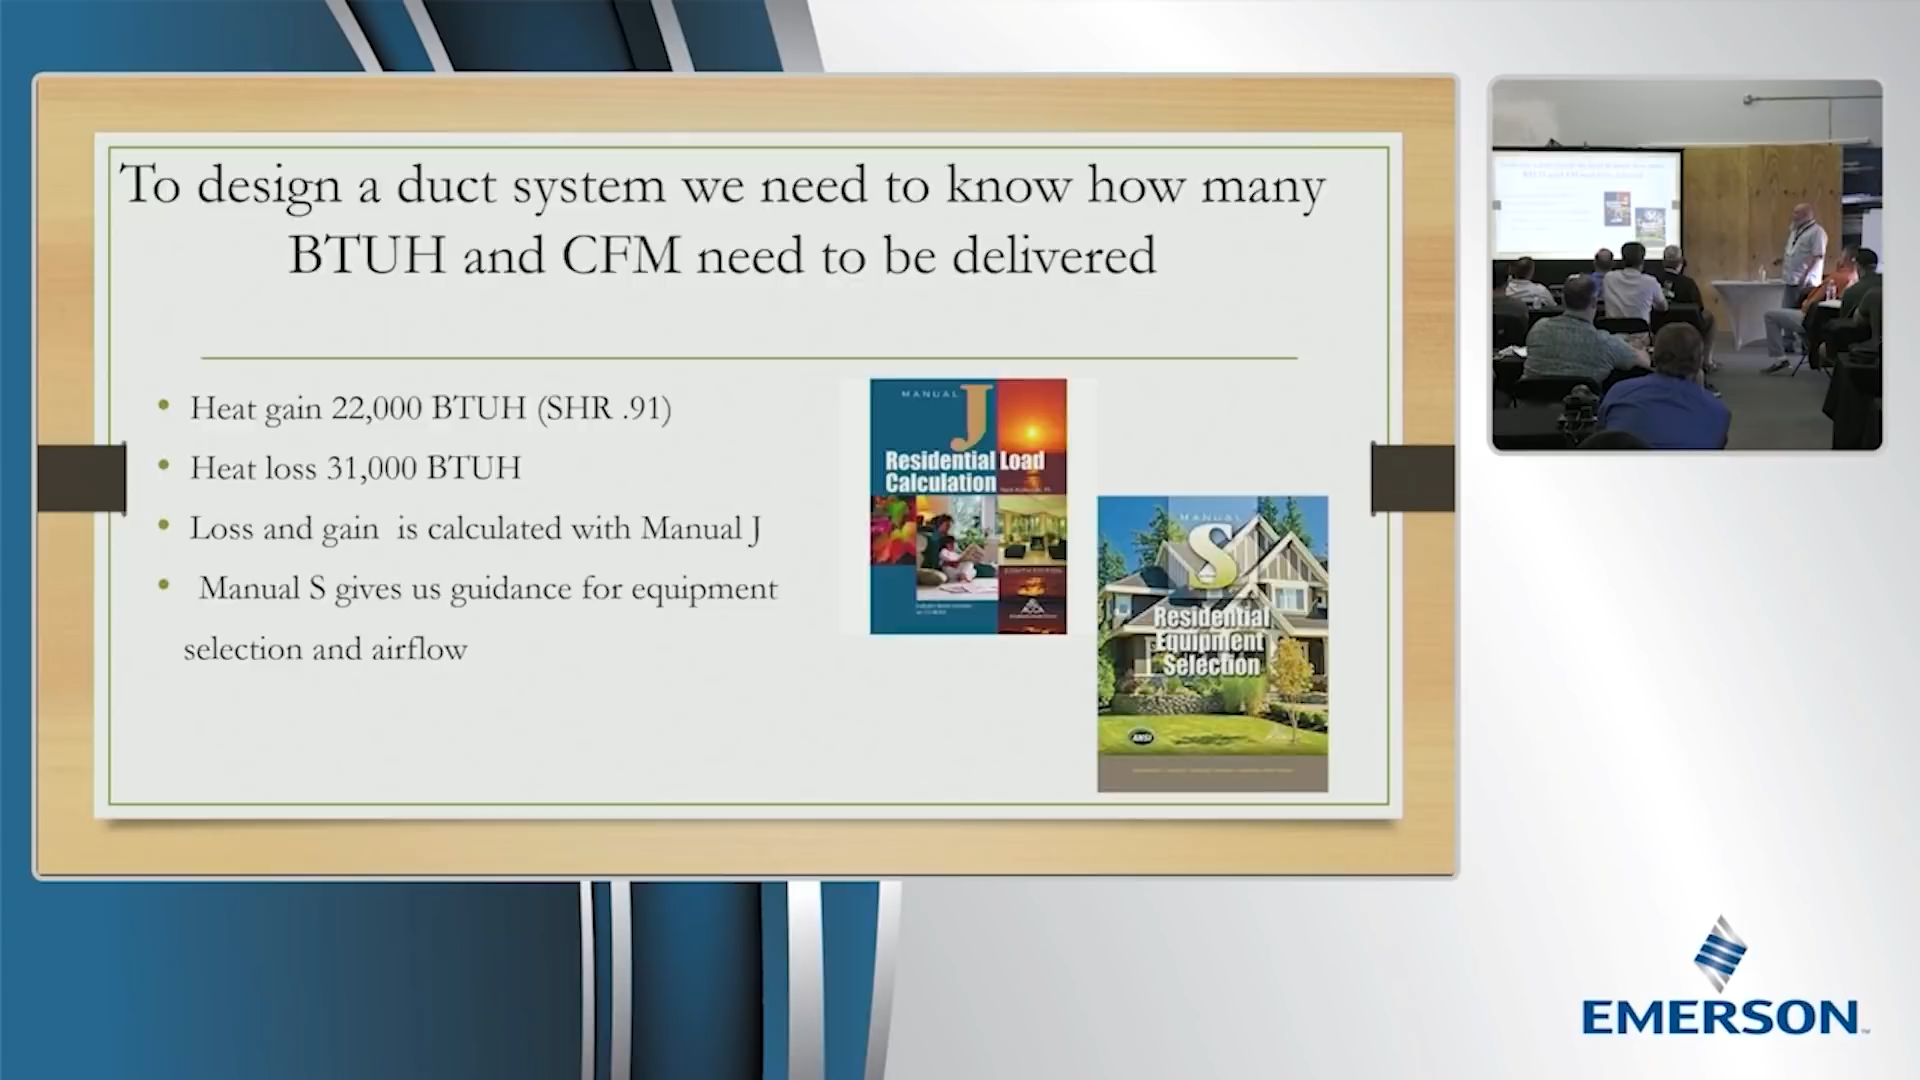 To design a duct system we need to know how many
BTUH and CFM need to be delivered
• Heat gain 22,000 BTUH (SHR .91)
• Heat loss 31,000 BTUH
• Loss and gain is calculated with Manual J
• Manual S gives us guidance for equipment
selection and airflow
MANUAL
J
Residential Load
Calculation
MANUAL
S
Residential
Equipment
Selection
ANSI
EMERSON